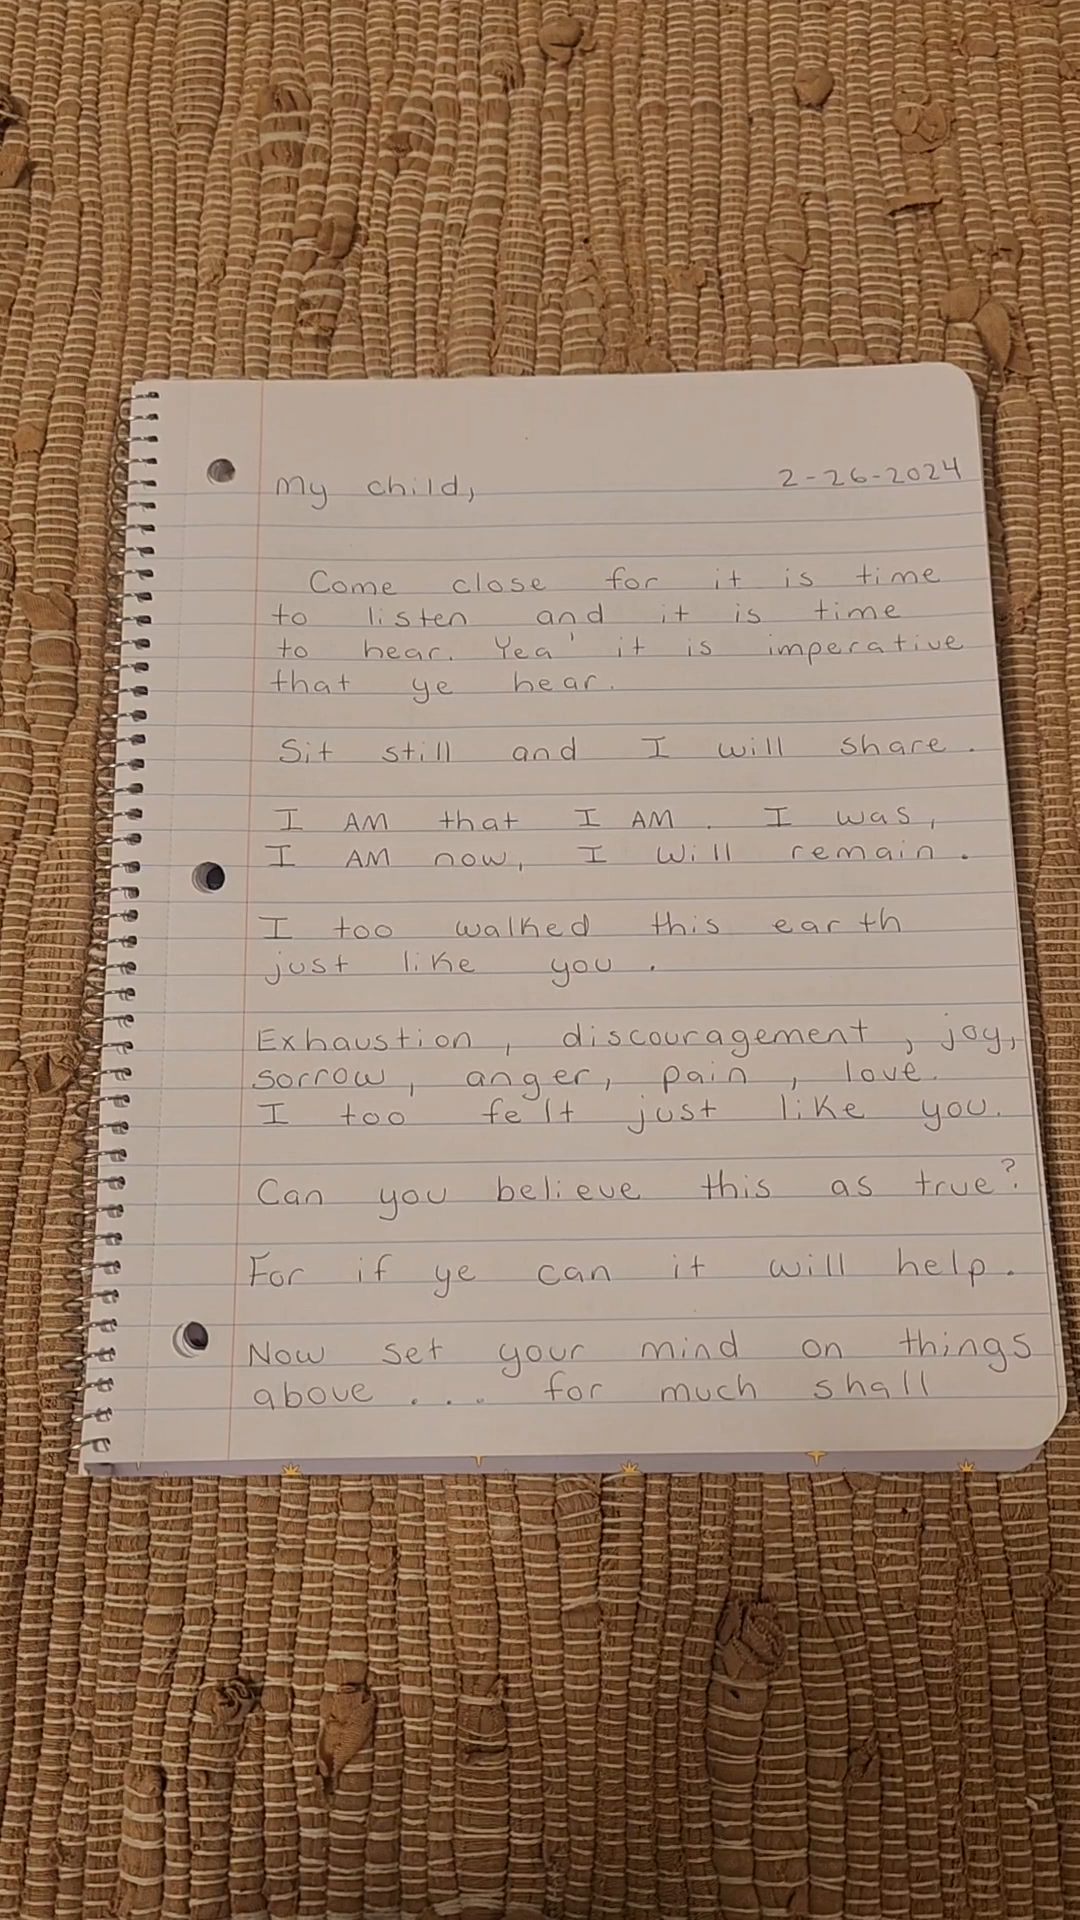 My child, 2-26-2024
Come close for it is time
to listen and it is time
to hear. Yea' it is imperative
that ye hear.
Sit still and I will share.
I AM that I AM. I was,
I AM now, I will remain.
I too walked this earth
just like you.
Exhaustion, discouragement, joy,
sorrow, anger, pain, love.
I too felt just like you.
Can you believe this as true?
For if ye can it will help.
Now set your mind on things
above... for much shall